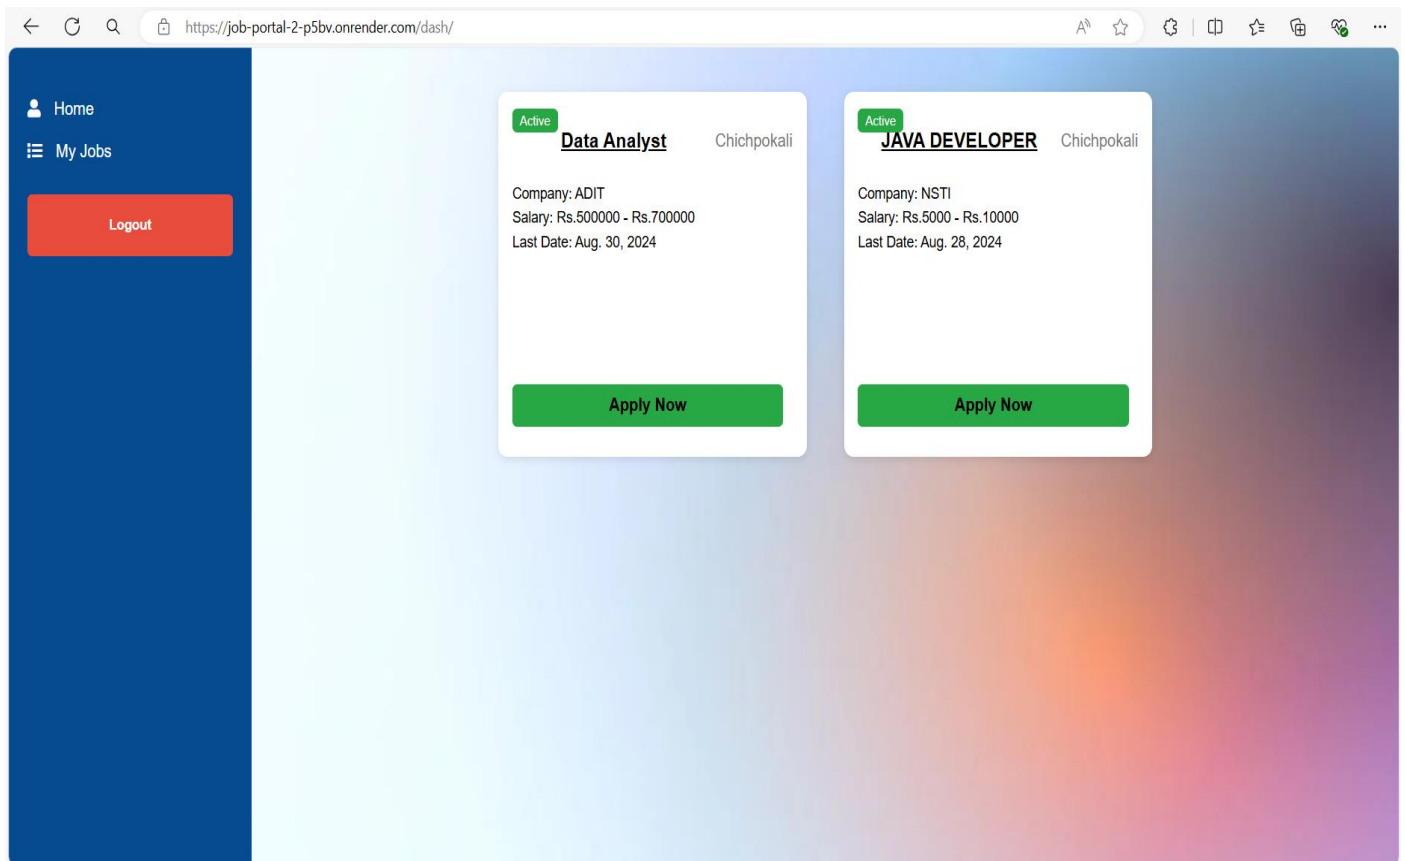 https://job-portal-2-p5bv.onrender.com/dash/
Home
My Jobs
Logout
Active
Data Analyst Chichpokali
Company: ADIT
Salary: Rs.500000 - Rs.700000
Last Date: Aug. 30, 2024
Apply Now
Active
JAVA DEVELOPER Chichpokali
Company: NSTI
Salary: Rs.5000 - Rs.10000
Last Date: Aug. 28, 2024
Apply Now